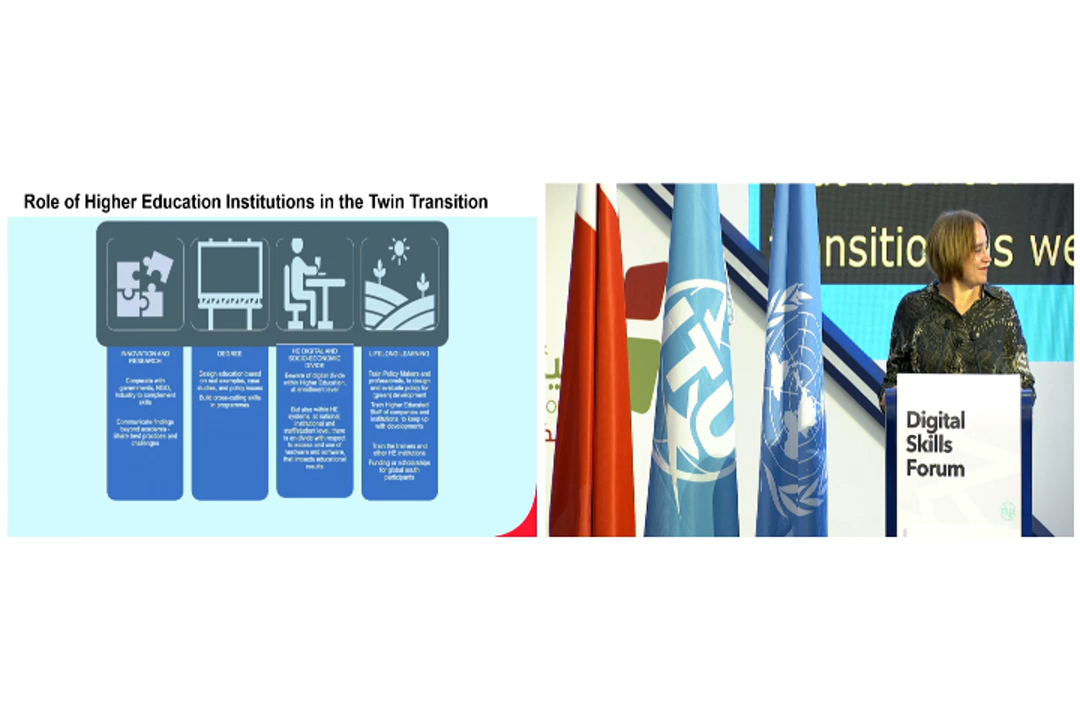 Role of Higher Education Institutions in the Twin Transition
INNOVATION AND
RESEARCH
Cooperate with
governments, NGO,
industry to complement
skills
Communicate findings
beyond academia -
Share best practices and
challenges
DEGREE
Design education based
on real examples, case
studies, and policy issues
Build cross-cutting skills
in programmes
HE DIGITAL AND
SOCIO-ECONOMIC
DIVIDE
Beware of digital divide
within Higher Education,
at enrollment level
But also within HE
systems, at national,
institutional and
staff/student level, there
is an divide with respect
to access and use of
hardware and software,
that impacts educational
results.
LIFELONG LEARNING
Train Policy Makers and
professionals, to design
and evaluate policy for
(green) development
Train Higher Educated
Staff of companies and
institutions, to keep up
with developments
Train the trainers and
other HE institutions
Funding or scholarships
for global south
participants
nsitio s we
ITU
Digital
Skills
Forum